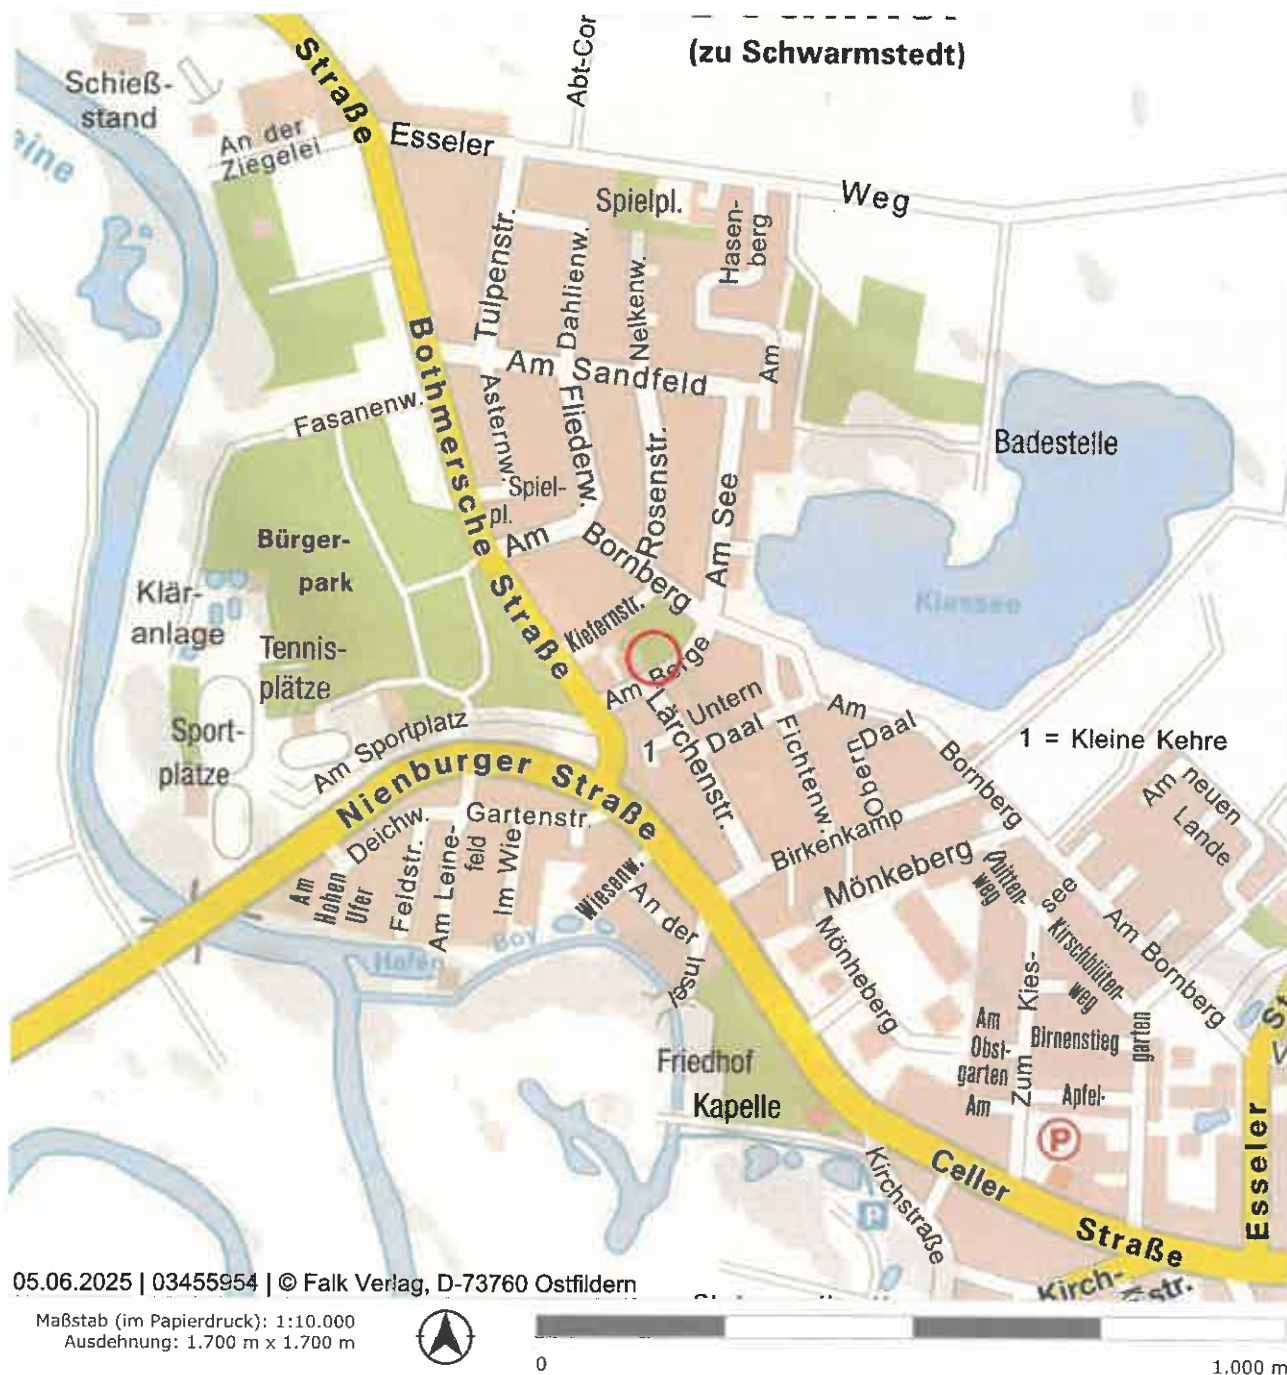 (zu Schwarmstedt)
Straße
Schieß-
stand
Abt-Cor
eine
An der
Ziegelei
Esseler
Weg
Spielpl.
Hasen-
berg
Tulpenstr.
Dahlienw.
Nelkenw.
Bothmersche Straße
Am Sandfeld
Am
Fasanenw.
Asternw.
Fliederw.
Rosenstr.
Am See
Badestelle
Spiel-
pl.
Bürger-
park
Am
Bornberg
Kiessee
Klär-
anlage
Kiefernstr.
Tennis-
plätze
Am Berge
Untern
Daal
Lärchenstr.
1
Fichtenw.
Am
Daal
Obern
Bornberg
1 = Kleine Kehre
Sport-
plätze
Am Sportplatz
Nienburger Straße
Am neuen
Lande
Deichw.
Gartenstr.
Birkenkamp
Mönkeberg
Am
Hohen
Ufer
Feldstr.
Am Leine-
feld
Im Wie
Wiesenw.
An der
Insel
Quitten-
weg
see
Kirschblüten-
weg
Am Bornberg
Hafen
Boy
Mönheberg
Zum Kies-
Am
Obst-
garten
Birnenstieg
garten
Am
Apfel-
Friedhof
Kapelle
P
Kirchstraße
P
Celler
Straße
Esseler
Kirch-
str.
05.06.2025 | 03455954 | © Falk Verlag, D-73760 Ostfildern
Maßstab (im Papierdruck): 1:10.000
Ausdehnung: 1.700 m x 1.700 m
0
1.000 m